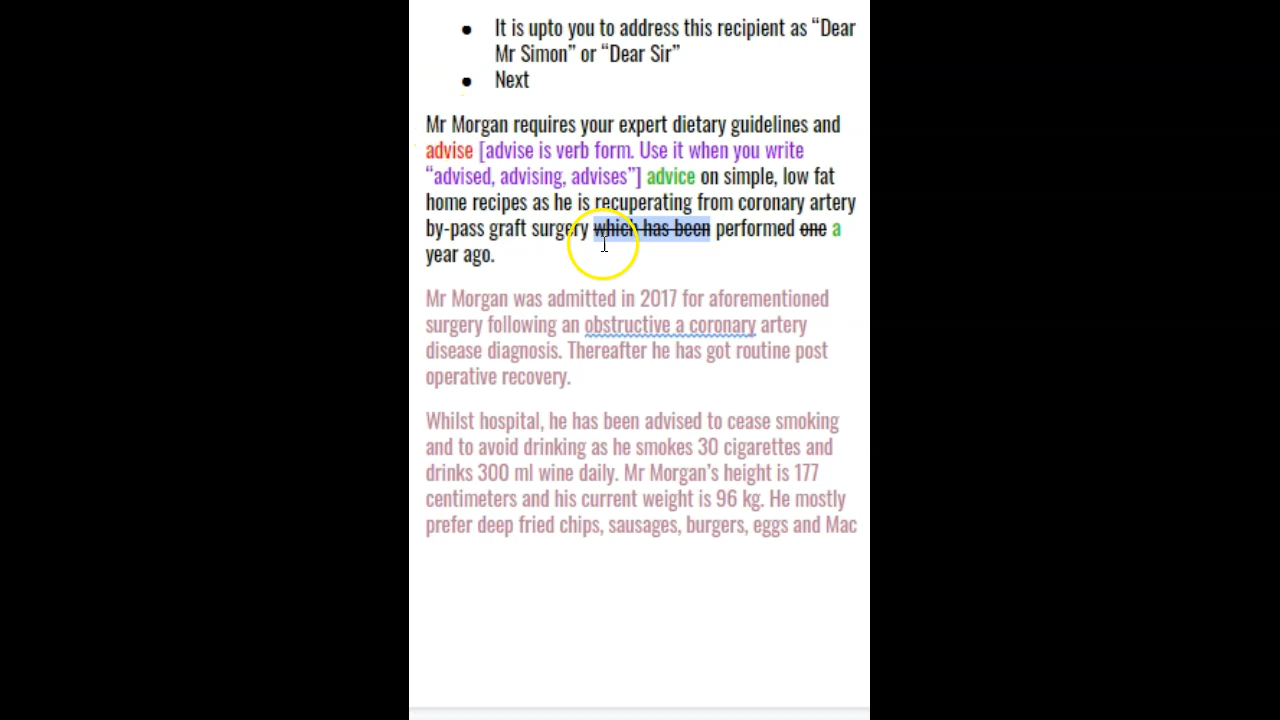 ● It is upto you to address this recipient as “Dear
Mr Simon” or “Dear Sir”
● Next
Mr Morgan requires your expert dietary guidelines and
advise [advise is verb form. Use it when you write
“advised, advising, advises”] advice on simple, low fat
home recipes as he is recuperating from coronary artery
by-pass graft surgery which has been performed one a
year ago.
Mr Morgan was admitted in 2017 for aforementioned
surgery following an obstructive a coronary artery
disease diagnosis. Thereafter he has got routine post
operative recovery.
Whilst hospital, he has been advised to cease smoking
and to avoid drinking as he smokes 30 cigarettes and
drinks 300 ml wine daily. Mr Morgan’s height is 177
centimeters and his current weight is 96 kg. He mostly
prefer deep fried chips, sausages, burgers, eggs and Mac